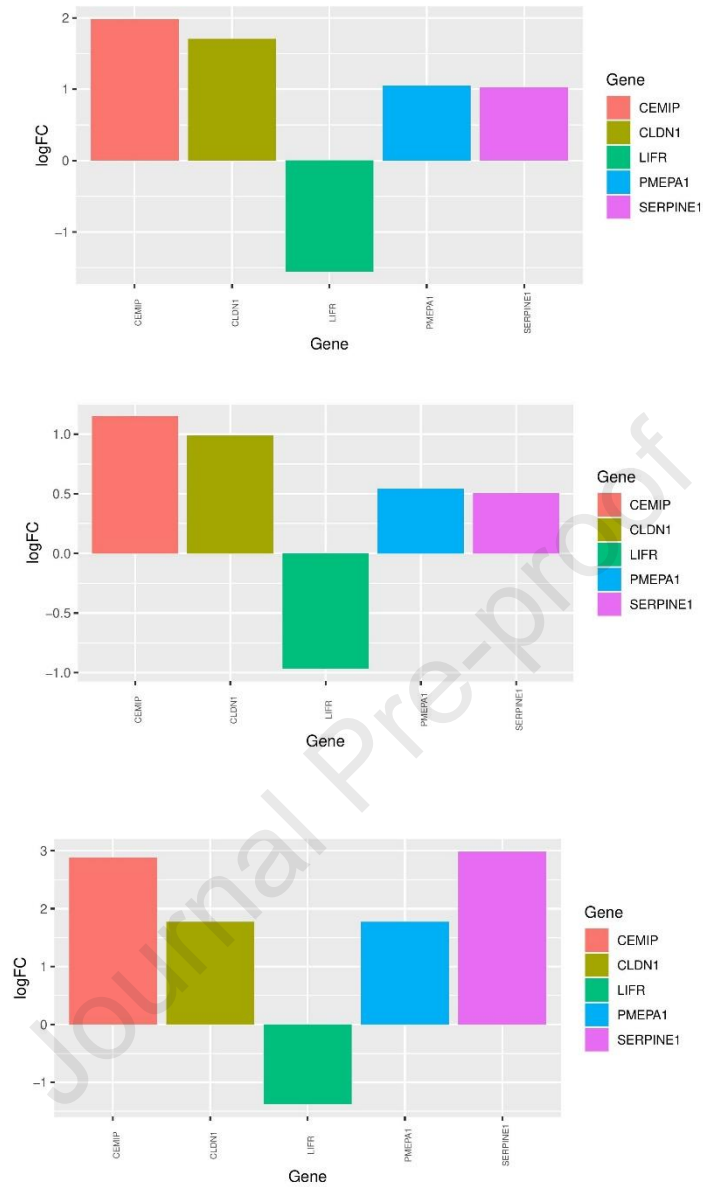 2
1
0
−1
logFC
CEMIP
CLDN1
LIFR
PMEPA1
SERPINE1
Gene
Gene
CEMIP
CLDN1
LIFR
PMEPA1
SERPINE1
1.0
0.5
0.0
−0.5
−1.0
logFC
CEMIP
CLDN1
LIFR
PMEPA1
SERPINE1
Gene
Gene
CEMIP
CLDN1
LIFR
PMEPA1
SERPINE1
3
2
1
0
−1
logFC
CEMIP
CLDN1
LIFR
PMEPA1
SERPINE1
Gene
Gene
CEMIP
CLDN1
LIFR
PMEPA1
SERPINE1
Journal Pre-proof